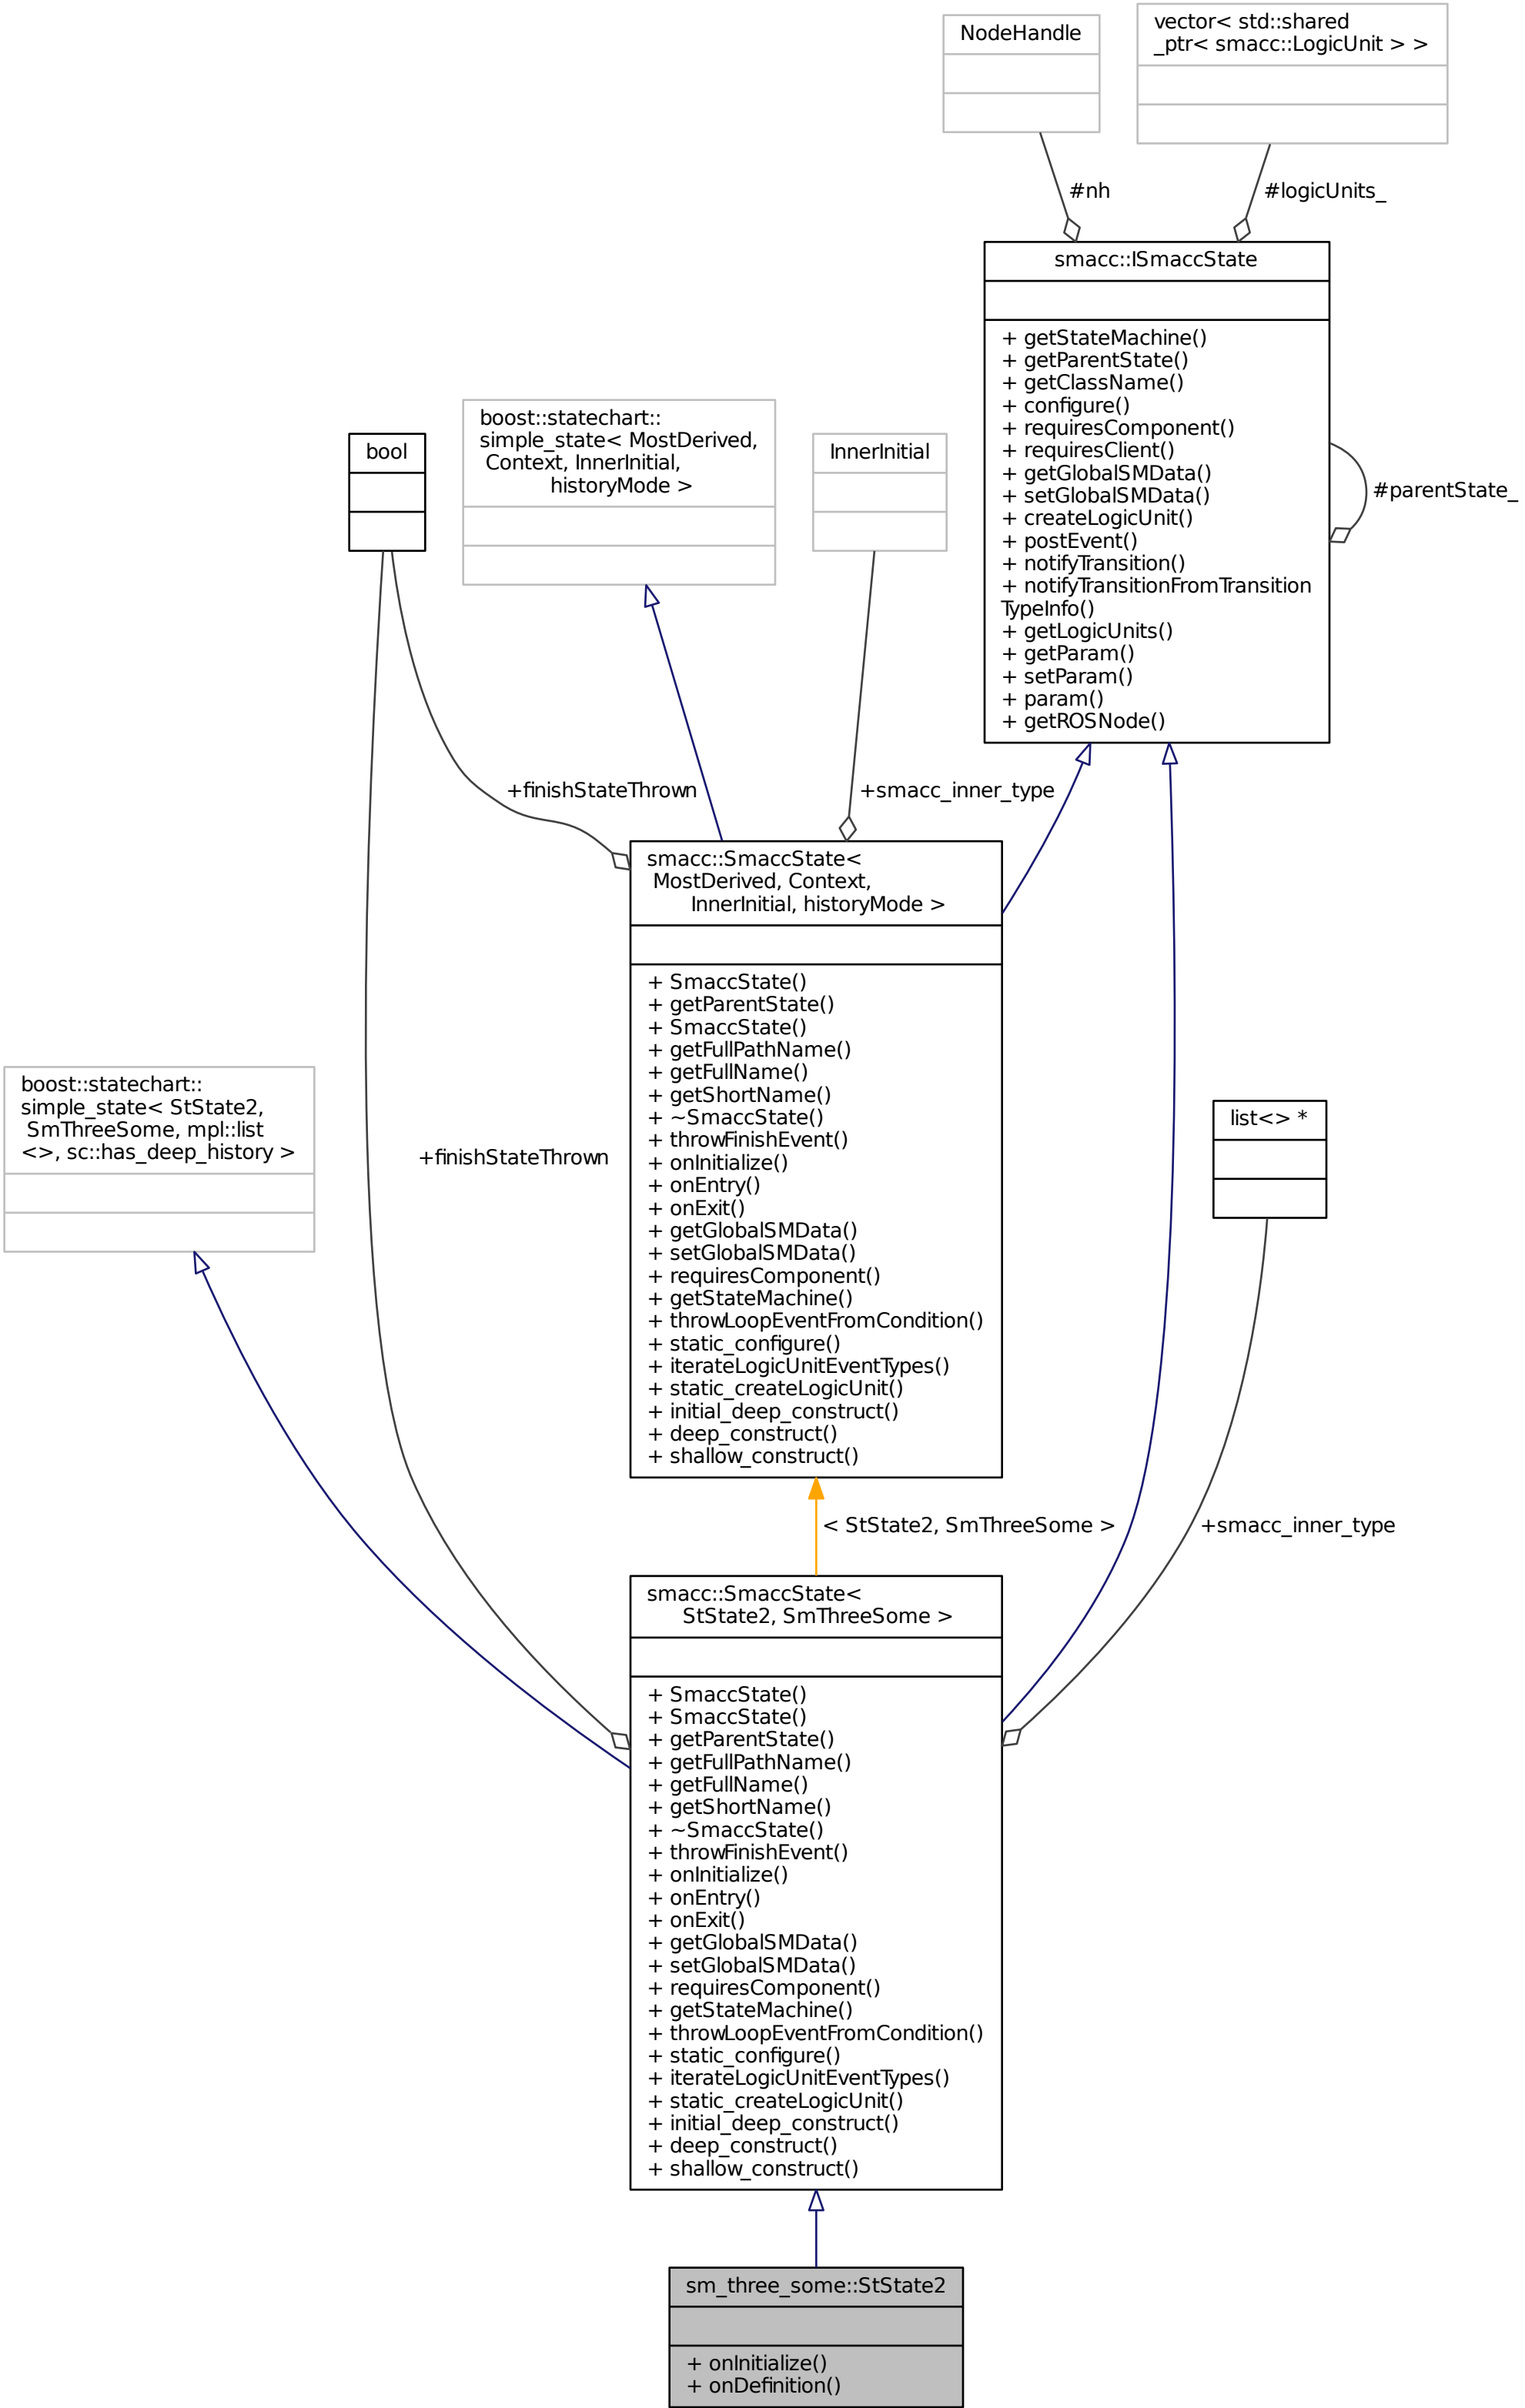 NodeHandle
vector< std::shared
_ptr< smacc::LogicUnit > >
#nh
#logicUnits_
smacc::ISmaccState
+ getStateMachine()
+ getParentState()
+ getClassName()
+ configure()
+ requiresComponent()
+ requiresClient()
+ getGlobalSMData()
+ setGlobalSMData()
+ createLogicUnit()
+ postEvent()
+ notifyTransition()
+ notifyTransitionFromTransition
TypeInfo()
+ getLogicUnits()
+ getParam()
+ setParam()
+ param()
+ getROSNode()
#parentState_
bool
boost::statechart::
simple_state< MostDerived,
Context, InnerInitial,
historyMode >
InnerInitial
+finishStateThrown
+smacc_inner_type
smacc::SmaccState<
MostDerived, Context,
InnerInitial, historyMode >
+ SmaccState()
+ getParentState()
+ SmaccState()
+ getFullPathName()
+ getFullName()
+ getShortName()
+ ~SmaccState()
+ throwFinishEvent()
+ onInitialize()
+ onEntry()
+ onExit()
+ getGlobalSMData()
+ setGlobalSMData()
+ requiresComponent()
+ getStateMachine()
+ throwLoopEventFromCondition()
+ static_configure()
+ iterateLogicUnitEventTypes()
+ static_createLogicUnit()
+ initial_deep_construct()
+ deep_construct()
+ shallow_construct()
boost::statechart::
simple_state< StState2,
SmThreeSome, mpl::list
<>, sc::has_deep_history >
+finishStateThrown
list<> *
< StState2, SmThreeSome >
+smacc_inner_type
smacc::SmaccState<
StState2, SmThreeSome >
+ SmaccState()
+ SmaccState()
+ getParentState()
+ getFullPathName()
+ getFullName()
+ getShortName()
+ ~SmaccState()
+ throwFinishEvent()
+ onInitialize()
+ onEntry()
+ onExit()
+ getGlobalSMData()
+ setGlobalSMData()
+ requiresComponent()
+ getStateMachine()
+ throwLoopEventFromCondition()
+ static_configure()
+ iterateLogicUnitEventTypes()
+ static_createLogicUnit()
+ initial_deep_construct()
+ deep_construct()
+ shallow_construct()
sm_three_some::StState2
+ onInitialize()
+ onDefinition()